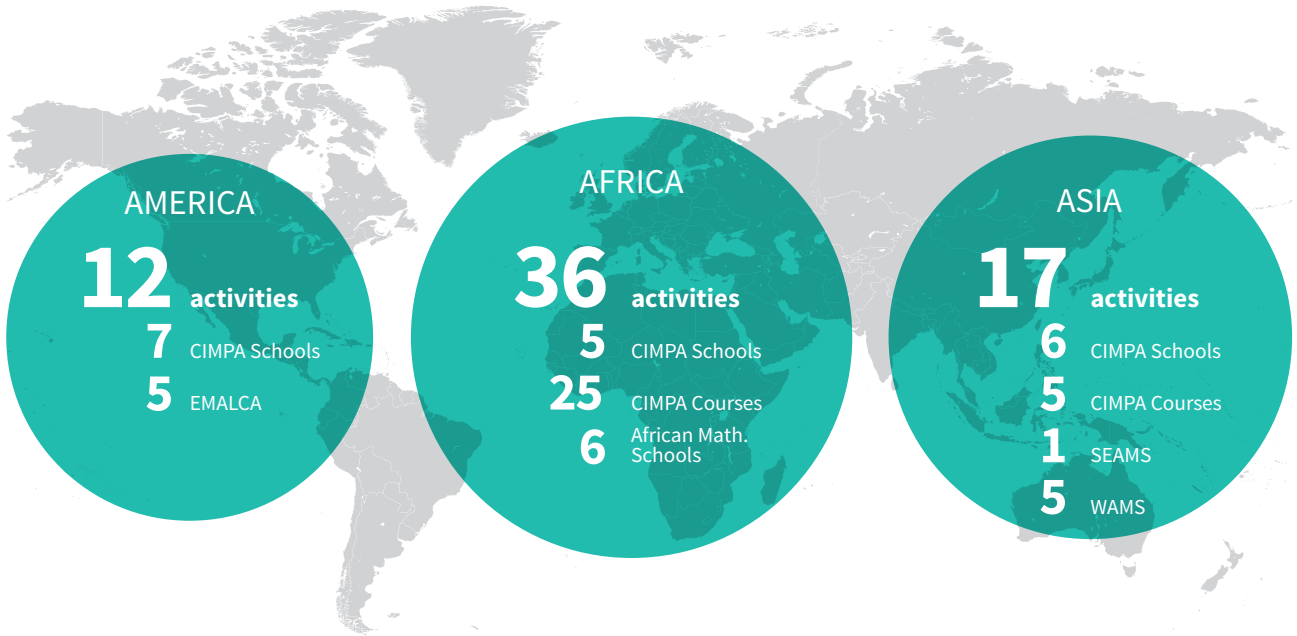 AMERICA
12 activities
7 CIMPA Schools
5 EMALCA
AFRICA
36 activities
5 CIMPA Schools
25 CIMPA Courses
6 African Math.
Schools
ASIA
17 activities
6 CIMPA Schools
5 CIMPA Courses
1 SEAMS
5 WAMS